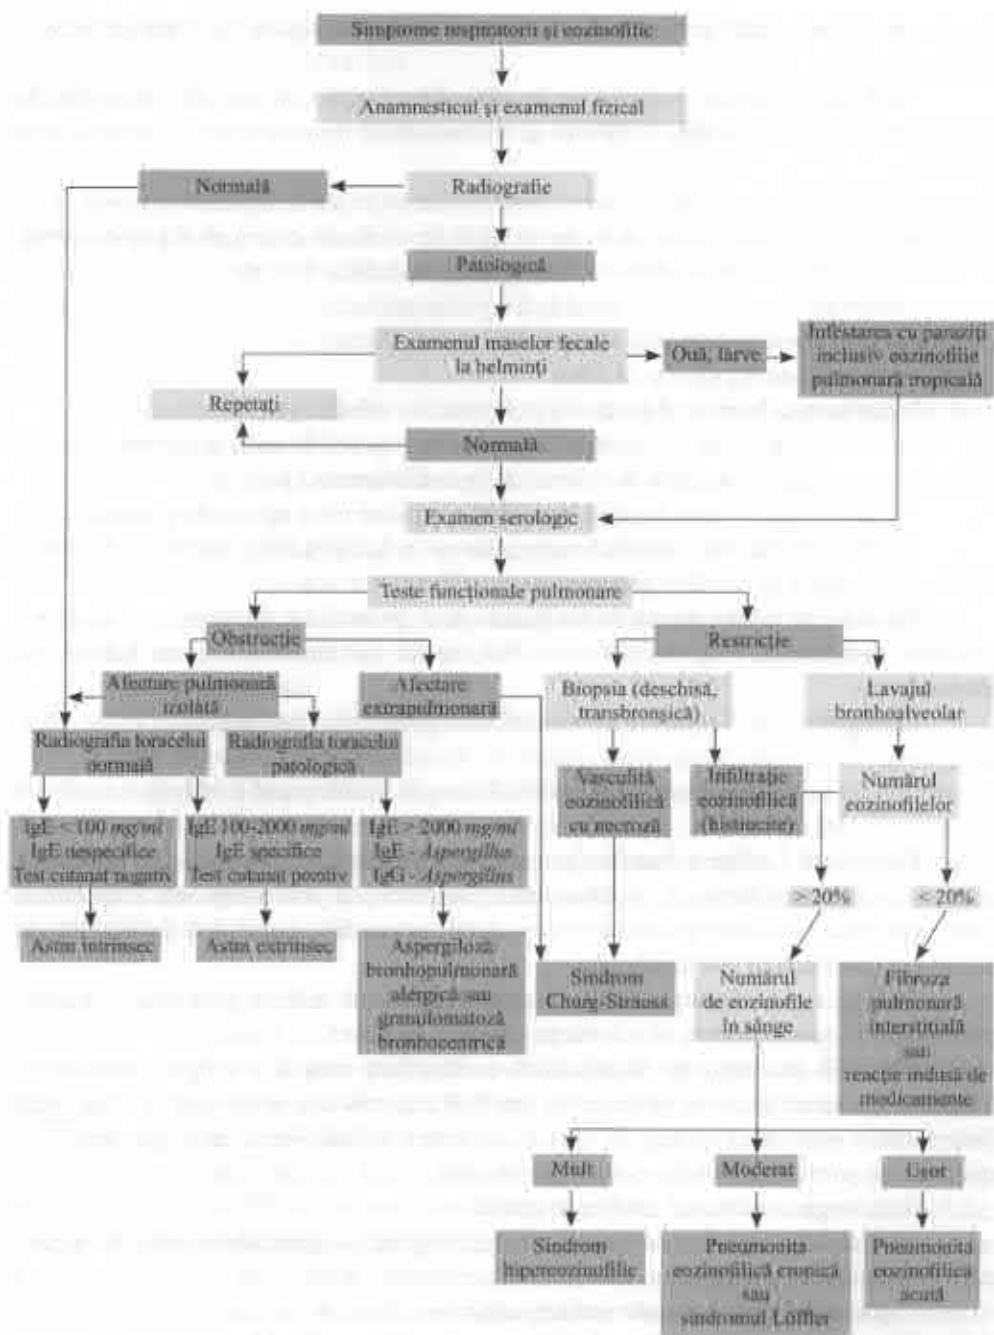 Simptome respiratorii și eozinofilie
Anamnesticul și examenul fizical
Normală
Radiografie
Patologică
Examenul maselor fecale
la helminți
Ouă, larve
Infestarea cu paraziți
inclusiv eozinofilie
pulmonară tropicală
Repetați
Normală
Examen serologic
Teste funcționale pulmonare
Obstrucție
Restricție
Afectare pulmonară
izolată
Afectare
extrapulmonară
Biopsia (deschisă,
transbronșică)
Lavajul
bronhoalveolar
Radiografia toracelui
normală
Radiografia toracelui
patologică
Vasculită
eozinofilică
cu necroză
Infiltrație
eozinofilică
(histiocite)
Numărul
eozinofilelor
IgE < 100 mg/ml
IgE nespecifice
Test cutanat negativ
IgE 100-2000 mg/ml
IgE specifice
Test cutanat pozitiv
IgE > 2000 mg/ml
IgE - Aspergillus
IgG - Aspergilius
> 20%
< 20%
Astm intrinsec
Astm extrinsec
Aspergiloză
bronhopulmonară
alergică sau
granulomatoză
bronhocentrică
Sindrom
Churg-Strauss
Numărul
de eozinofile
în sânge
Fibroza
pulmonară
interstițială
sau
reacție indusă de
medicamente
Mult
Moderat
Ușor
Sindrom
hipereozinofilic
Pneumonita
eozinofilică cronică
sau
sindromul Löffler
Pneumonita
eozinofilică
acută